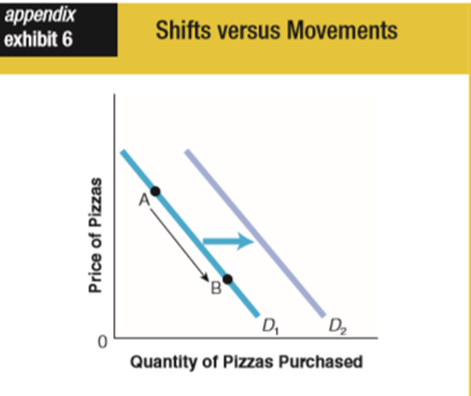 appendix
exhibit 6
Shifts versus Movements
Price of Pizzas
A
B
D₁
D₂
0
Quantity of Pizzas Purchased